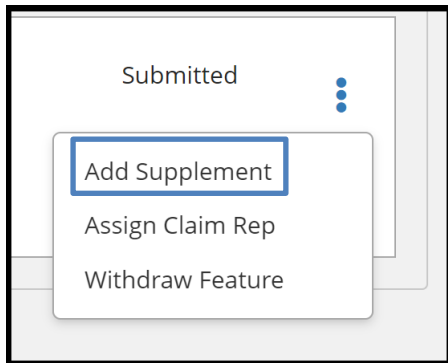 Submitted
Add Supplement
Assign Claim Rep
Withdraw Feature